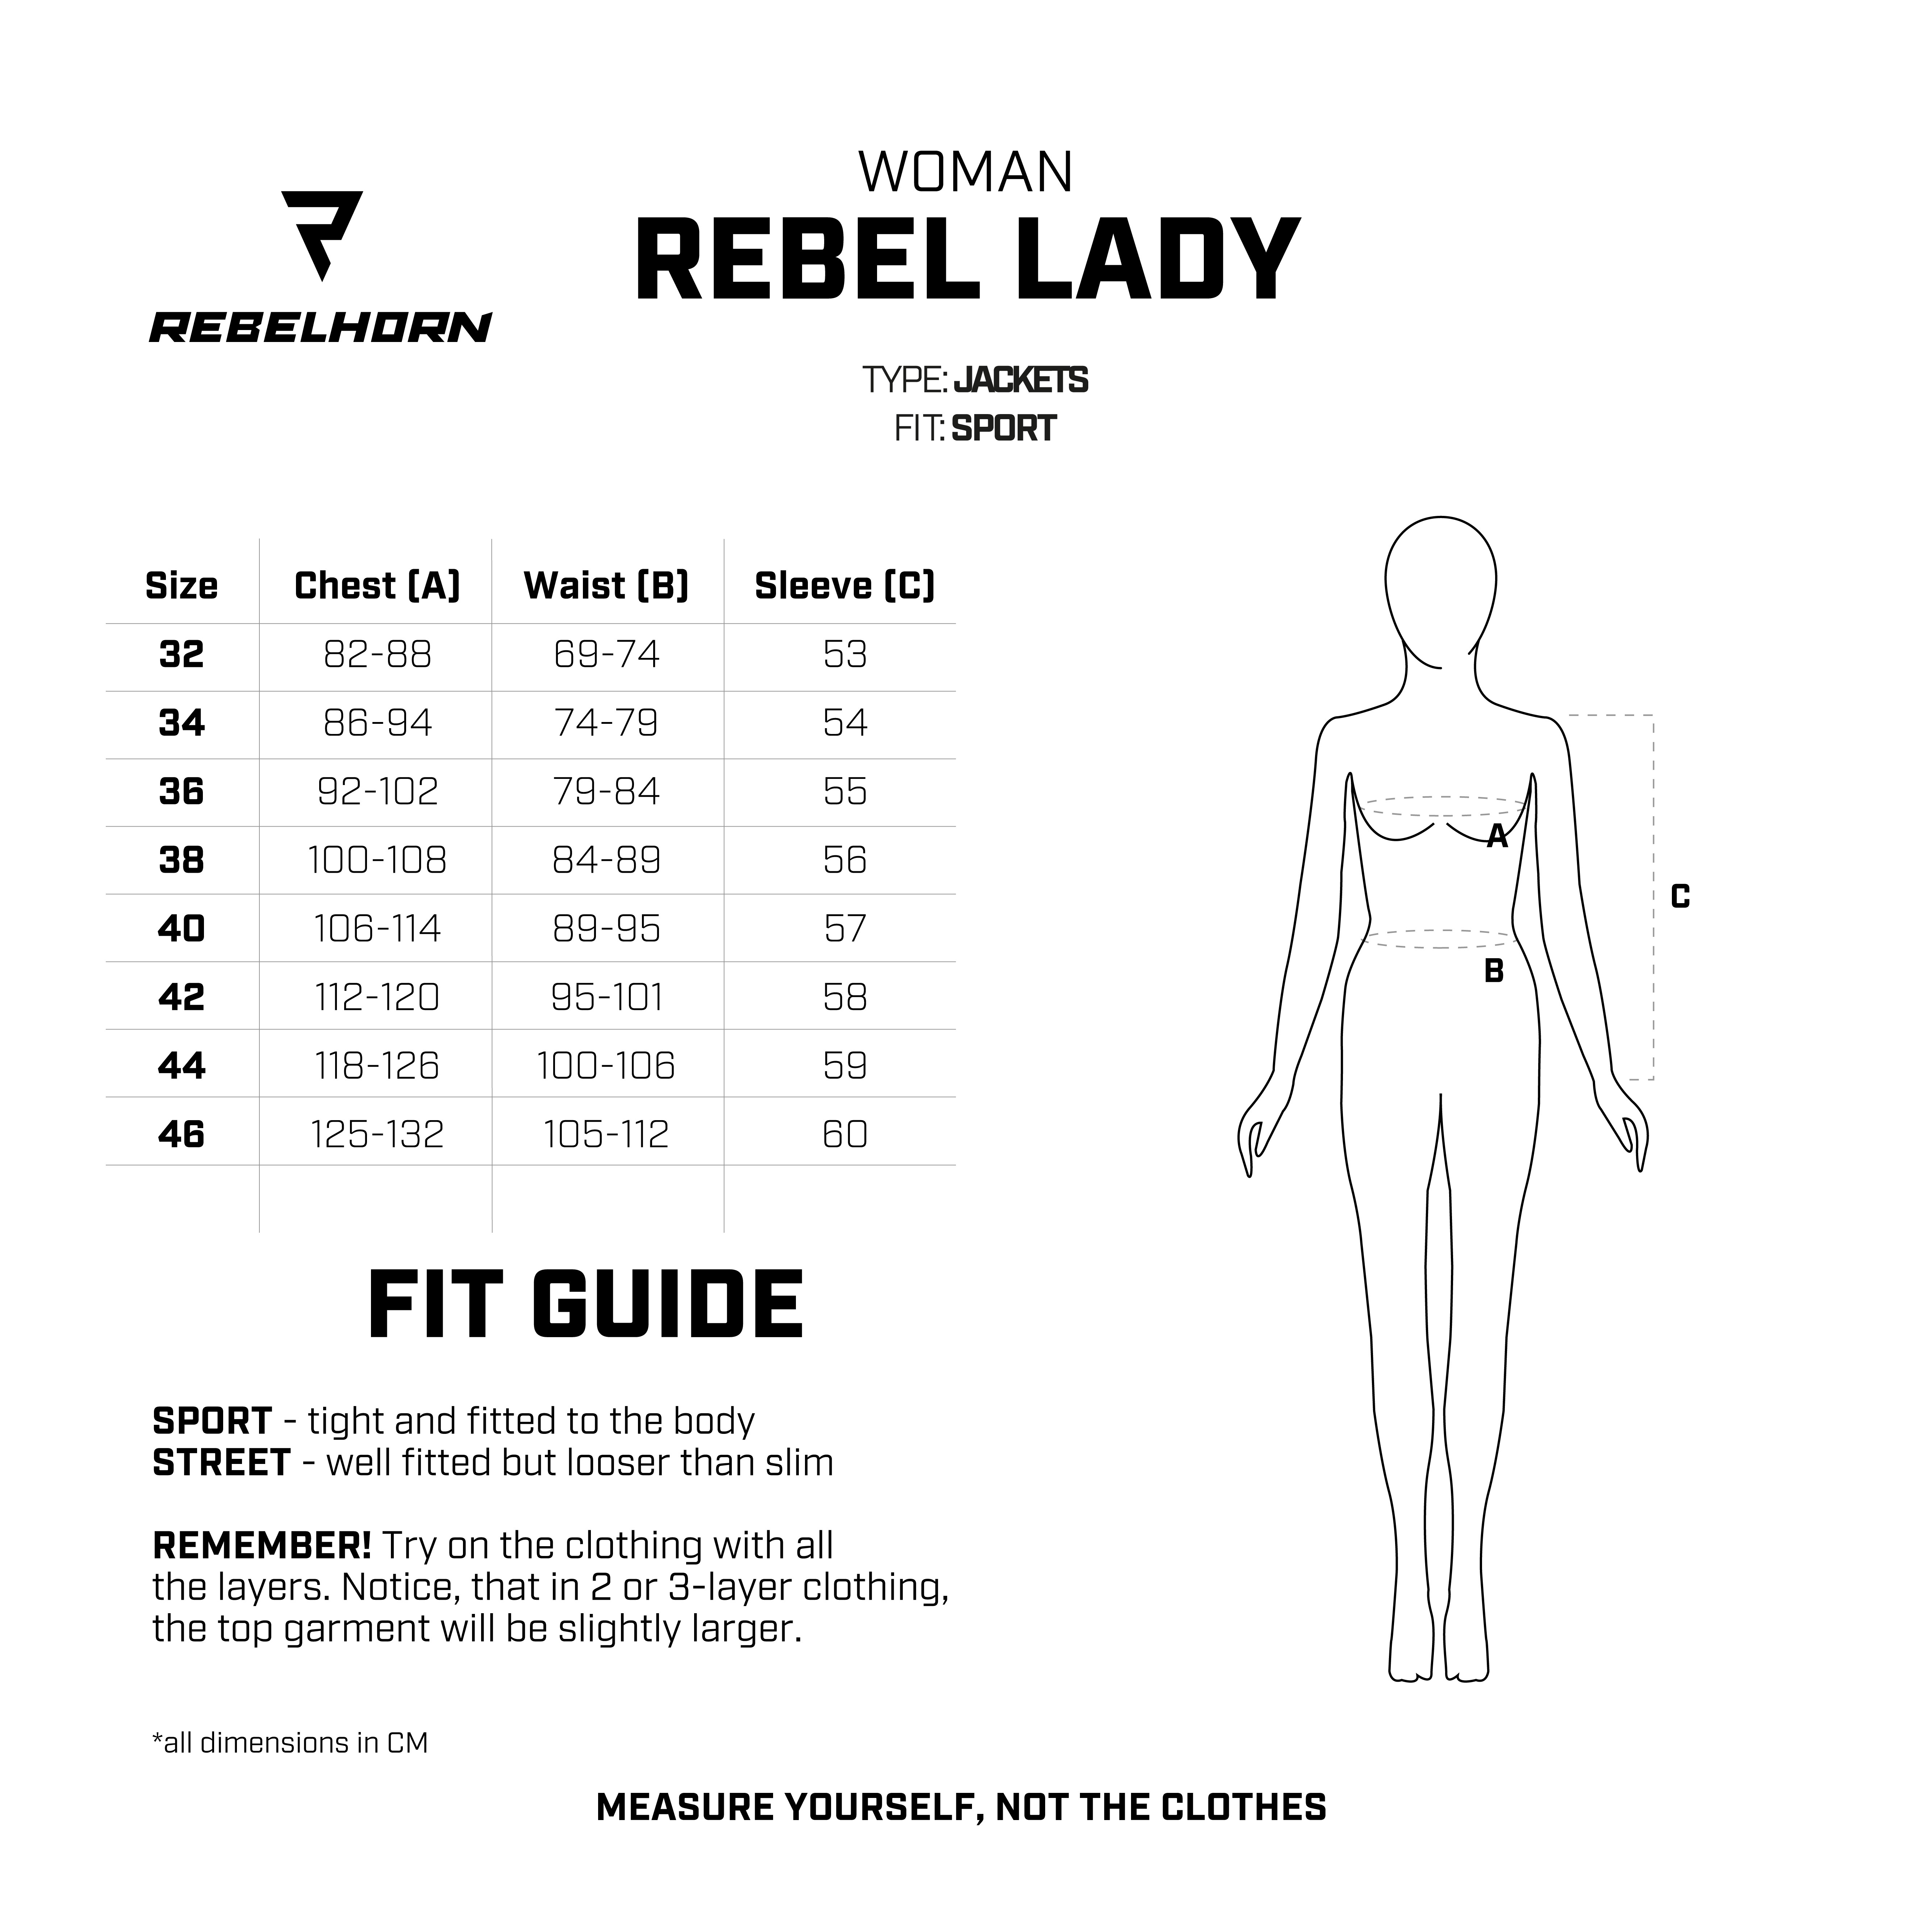 WOMAN
REBEL LADY
REBELHORN
TYPE: JACKETS
FIT: SPORT
Size Chest (A) Waist (B) Sleeve (C)
32 82-88 69-74 53
34 86-94 74-79 54
36 92-102 79-84 55
38 100-108 84-89 56
40 106-114 89-95 57
42 112-120 95-101 58
44 118-126 100-106 59
46 125-132 105-112 60
A
B
C
FIT GUIDE
SPORT - tight and fitted to the body
STREET - well fitted but looser than slim
REMEMBER! Try on the clothing with all
the layers. Notice, that in 2 or 3-layer clothing,
the top garment will be slightly larger.
*all dimensions in CM
MEASURE YOURSELF, NOT THE CLOTHES